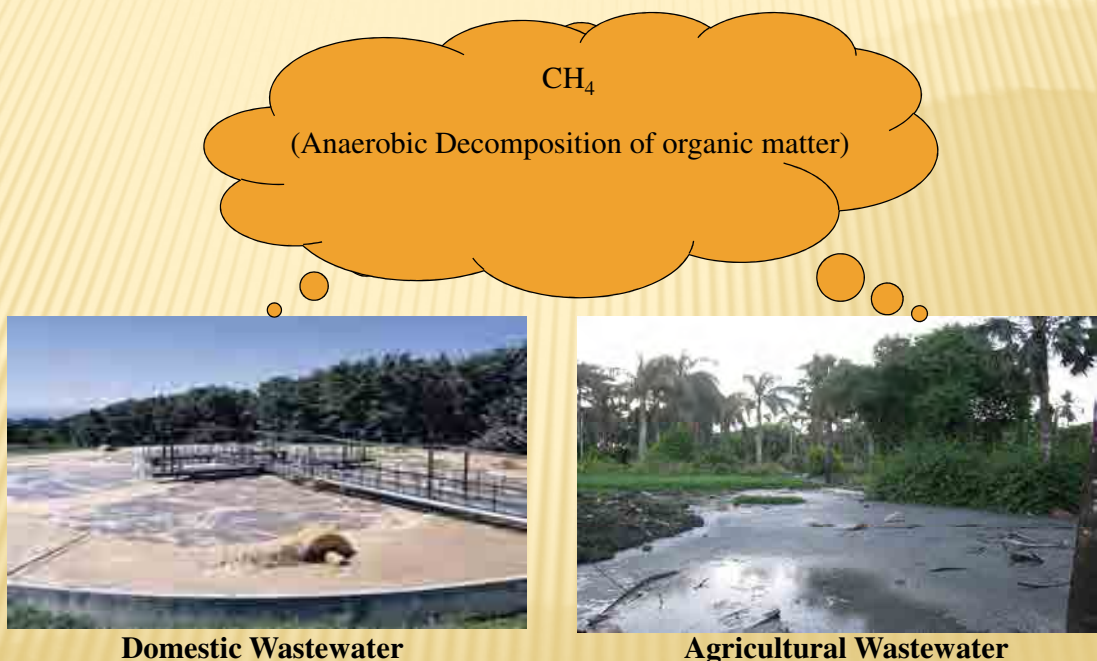 CH₄
(Anaerobic Decomposition of organic matter)
Domestic Wastewater
Agricultural Wastewater